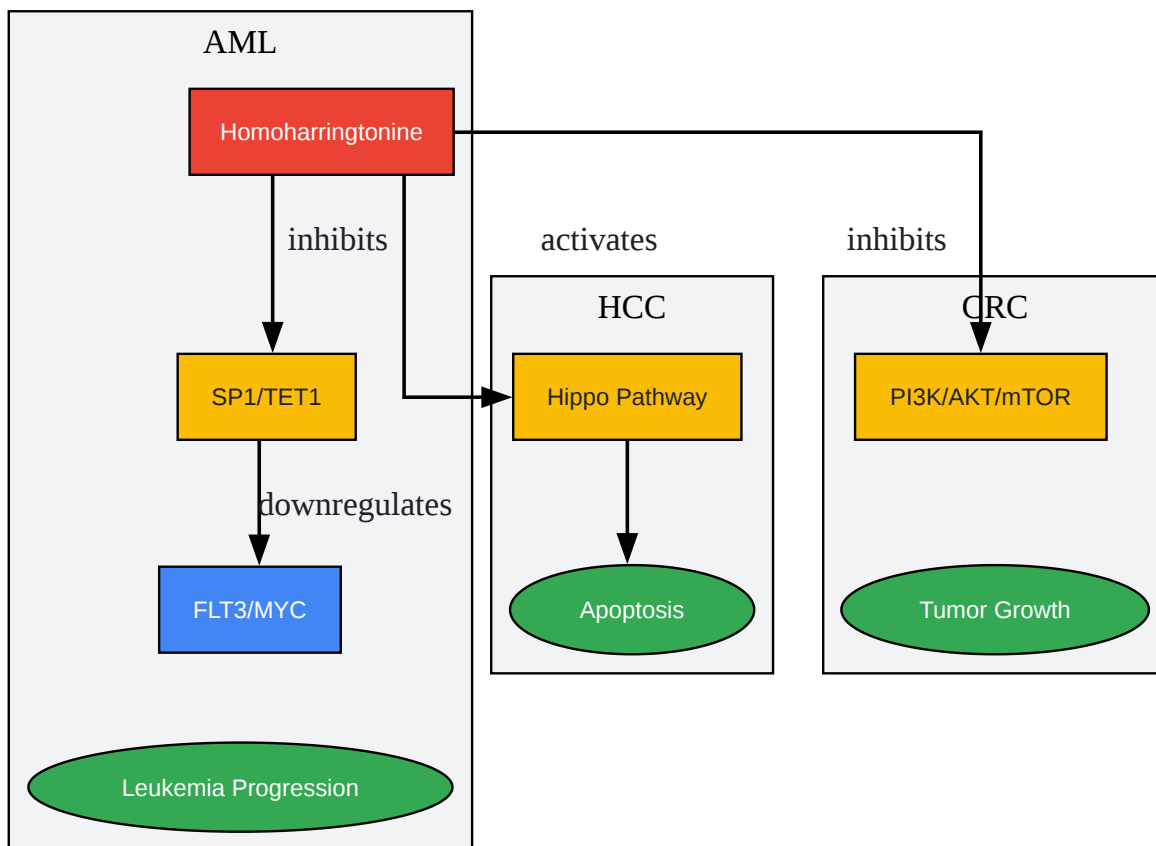 AML
Homoharringtonine
inhibits
activates
inhibits
HCC
CRC
SP1/TET1
Hippo Pathway
PI3K/AKT/mTOR
downregulates
FLT3/MYC
Apoptosis
Tumor Growth
Leukemia Progression